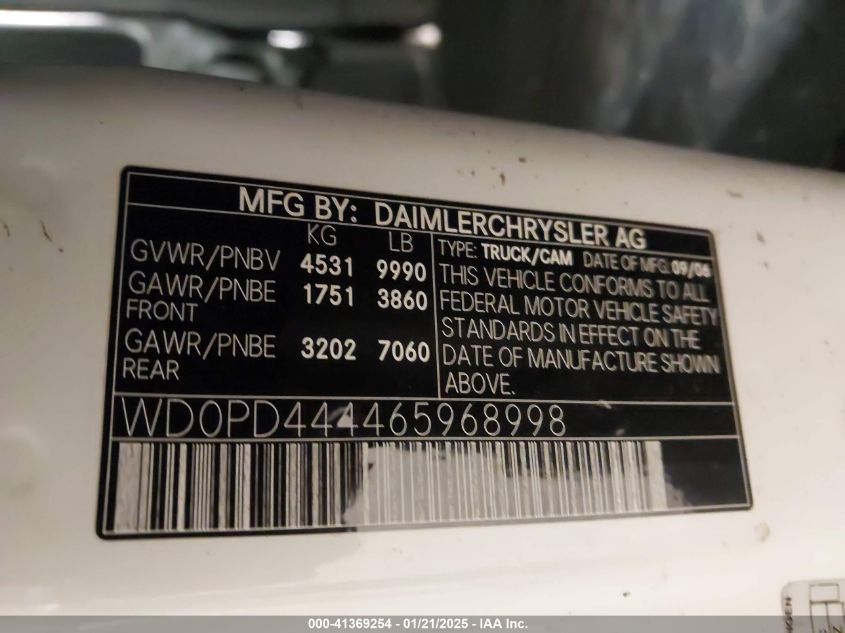 MFG BY: DAIMLERCHRYSLER AG
KG LB
GVWR/PNBV 4531 9990
GAWR/PNBE 1751 3860
FRONT
GAWR/PNBE 3202 7060
REAR
TYPE: TRUCK/CAM DATE OF MFG. 09/06
THIS VEHICLE CONFORMS TO ALL
FEDERAL MOTOR VEHICLE SAFETY
STANDARDS IN EFFECT ON THE
DATE OF MANUFACTURE SHOWN
ABOVE.
WD0PD444465968998
000-41369254 - 01/21/2025 - IAA Inc.